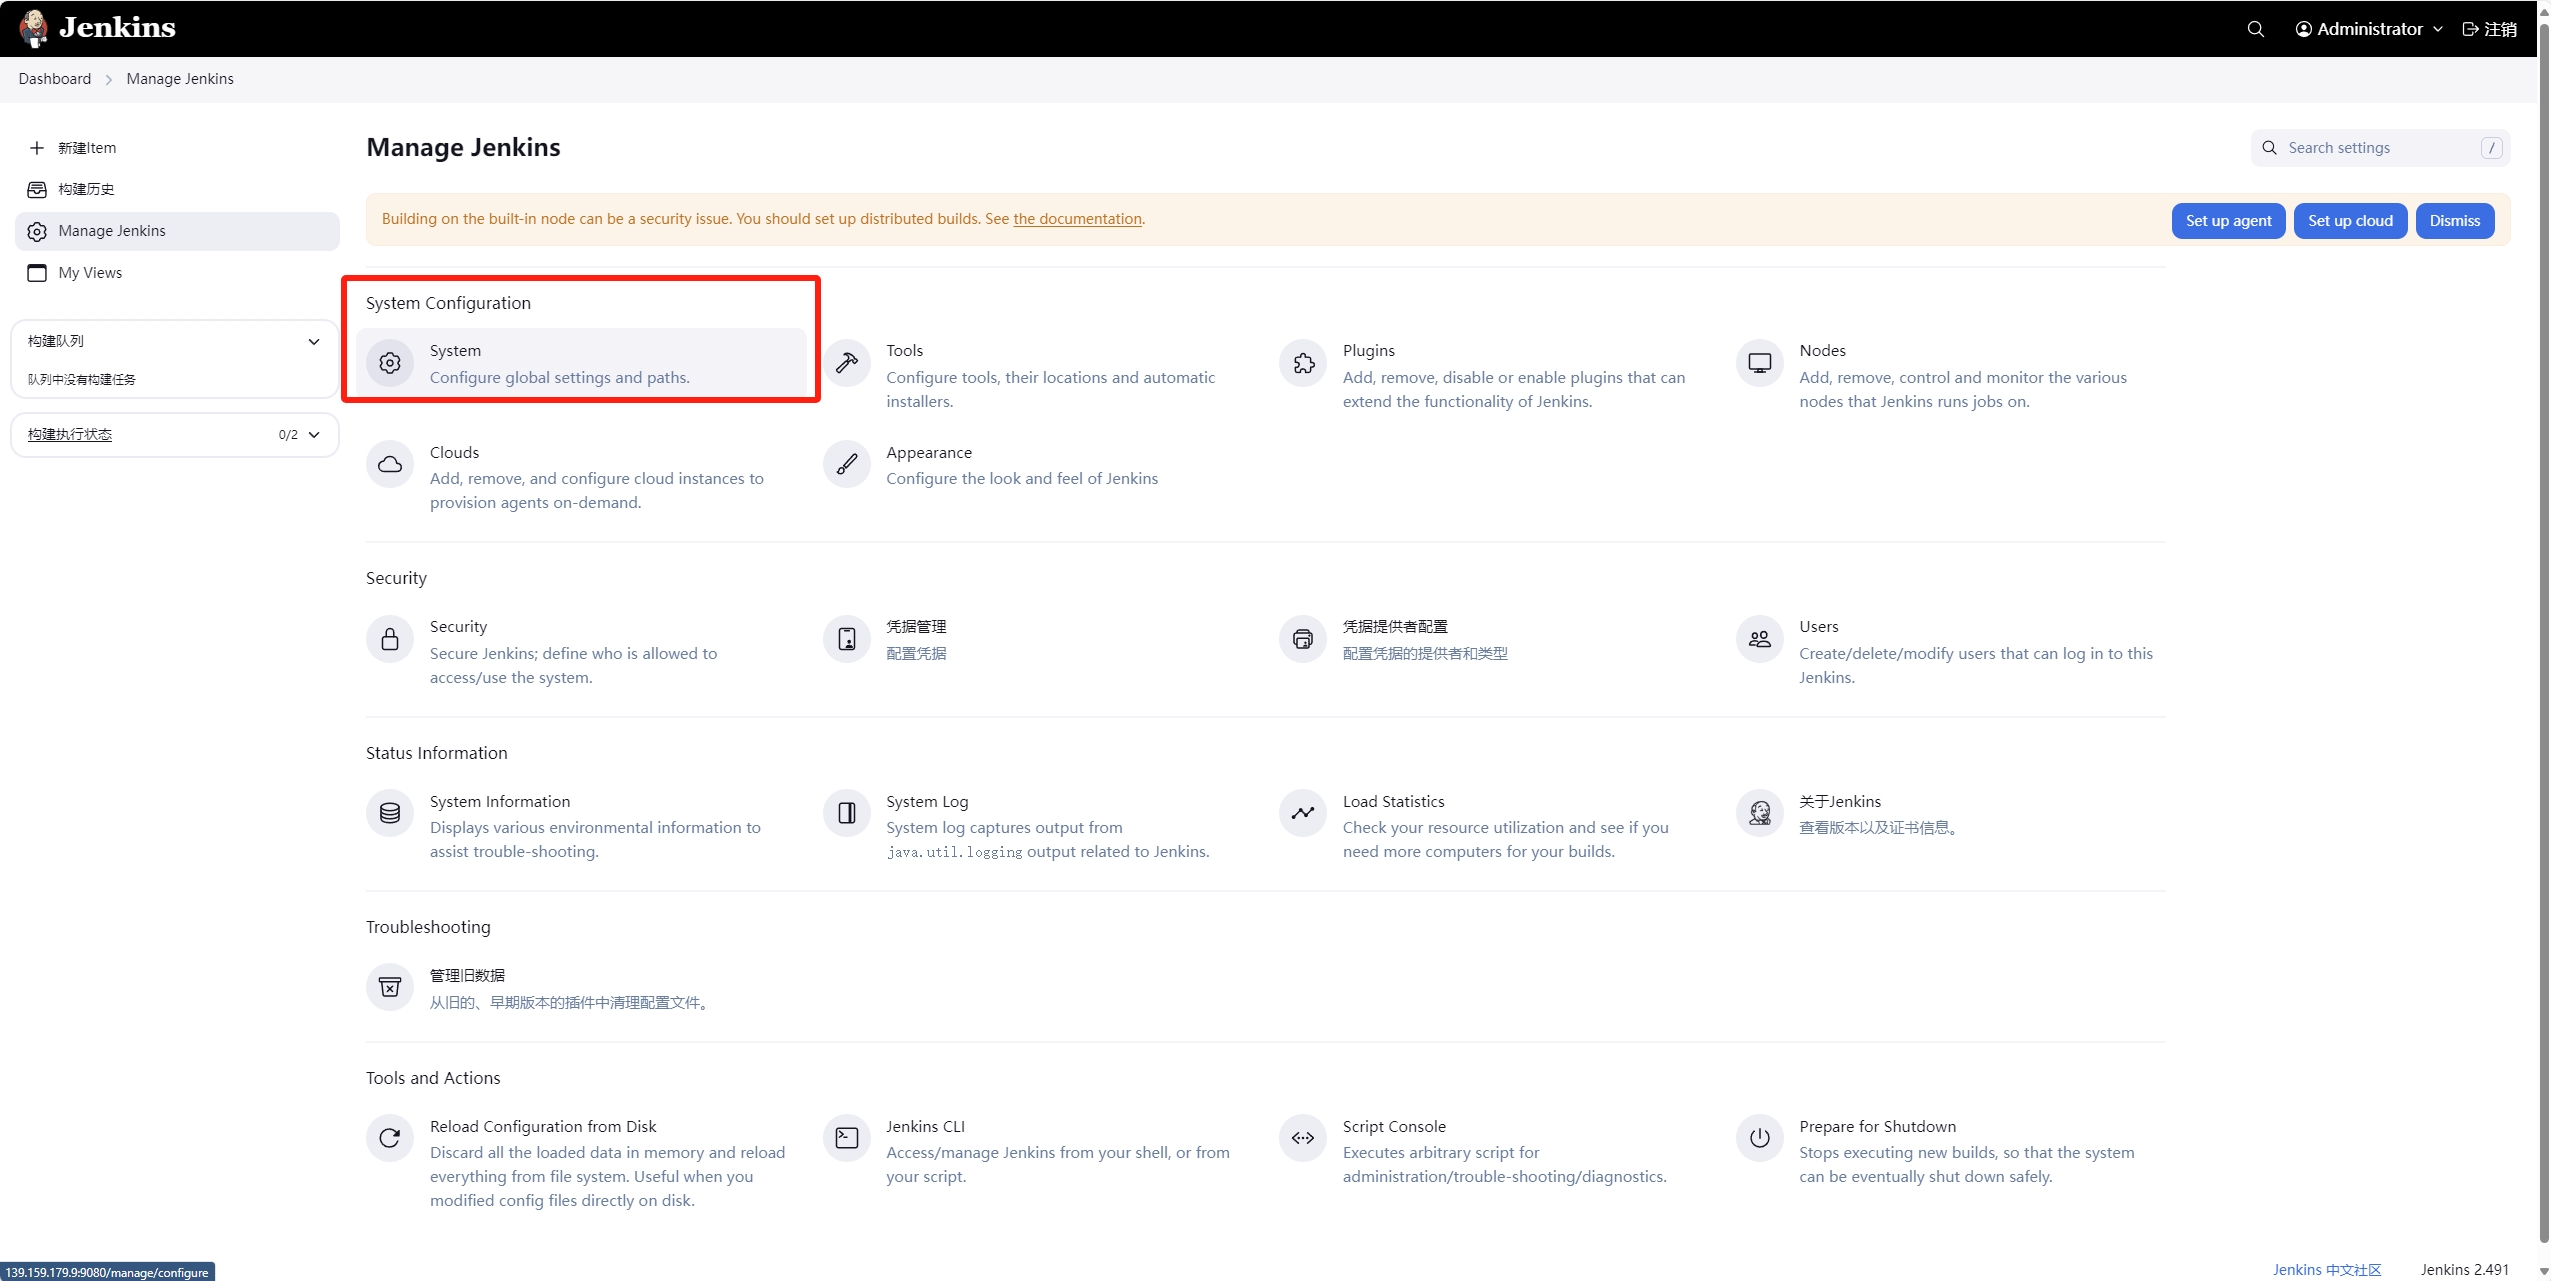 Jenkins
Administrator
注销
Dashboard
Manage Jenkins
新建Item
构建历史
Manage Jenkins
My Views
构建队列
队列中没有构建任务
构建执行状态 0/2
Manage Jenkins
Search settings /
Building on the built-in node can be a security issue. You should set up distributed builds. See the documentation.
Set up agent
Set up cloud
Dismiss
System Configuration
System
Configure global settings and paths.
Tools
Configure tools, their locations and automatic
installers.
Plugins
Add, remove, disable or enable plugins that can
extend the functionality of Jenkins.
Nodes
Add, remove, control and monitor the various
nodes that Jenkins runs jobs on.
Clouds
Add, remove, and configure cloud instances to
provision agents on-demand.
Appearance
Configure the look and feel of Jenkins
Security
Security
Secure Jenkins; define who is allowed to
access/use the system.
凭据管理
配置凭据
凭据提供者配置
配置凭据的提供者和类型
Users
Create/delete/modify users that can log in to this
Jenkins.
Status Information
System Information
Displays various environmental information to
assist trouble-shooting.
System Log
System log captures output from
java.util.logging output related to Jenkins.
Load Statistics
Check your resource utilization and see if you
need more computers for your builds.
关于Jenkins
查看版本以及证书信息。
Troubleshooting
管理旧数据
从旧的、早期版本的插件中清理配置文件。
Tools and Actions
Reload Configuration from Disk
Discard all the loaded data in memory and reload
everything from file system. Useful when you
modified config files directly on disk.
Jenkins CLI
Access/manage Jenkins from your shell, or from
your script.
Script Console
Executes arbitrary script for
administration/trouble-shooting/diagnostics.
Prepare for Shutdown
Stops executing new builds, so that the system
can be eventually shut down safely.
139.159.179.9:9080/manage/configure
Jenkins 中文社区
Jenkins 2.491